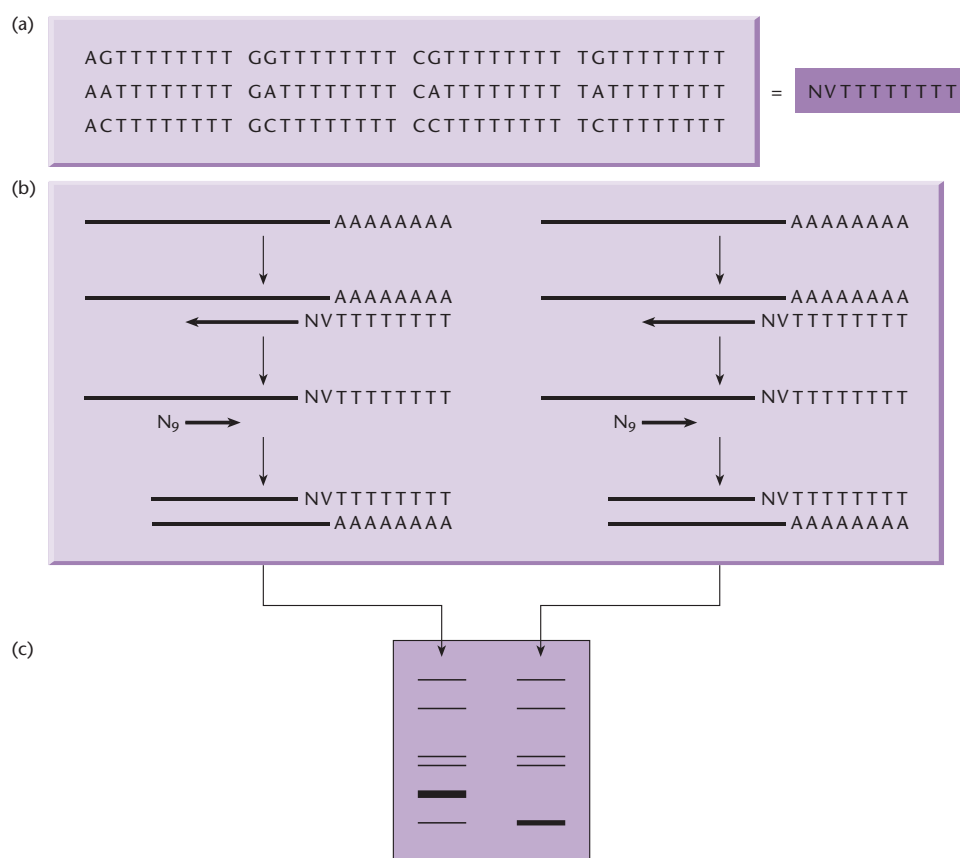 (a)
AGTTTTTTTT GGTTTTTTTT CGTTTTTTTT TGTTTTTTTT
AATTTTTTTT GATTTTTTTT CATTTTTTTT TATTTTTTTT
ACTTTTTTTT GCTTTTTTTT CCTTTTTTTT TCTTTTTTTT
= NVTTTTTTTT
(b)
AAAAAAAA
AAAAAAAA
NVTTTTTTTT
NVTTTTTTTT
N9
NVTTTTTTTT
AAAAAAAA
AAAAAAAA
AAAAAAAA
NVTTTTTTTT
NVTTTTTTTT
N9
NVTTTTTTTT
AAAAAAAA
(c)